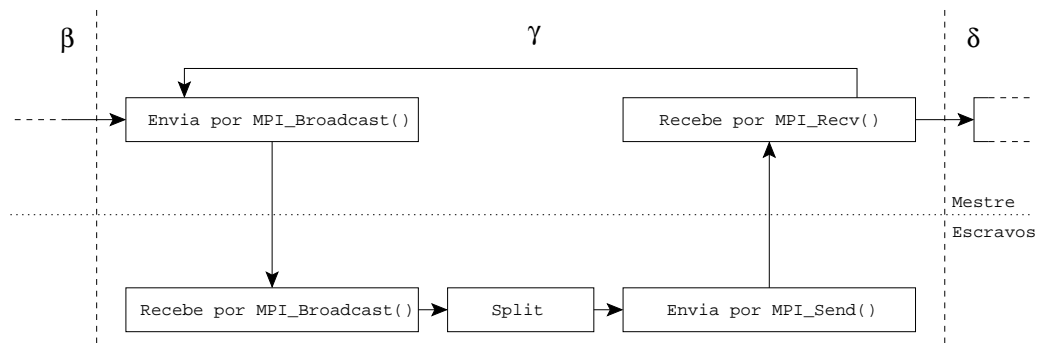 β
γ
δ
Envia por MPI_Broadcast()
Recebe por MPI_Recv()
Mestre
Escravos
Recebe por MPI_Broadcast()
Split
Envia por MPI_Send()